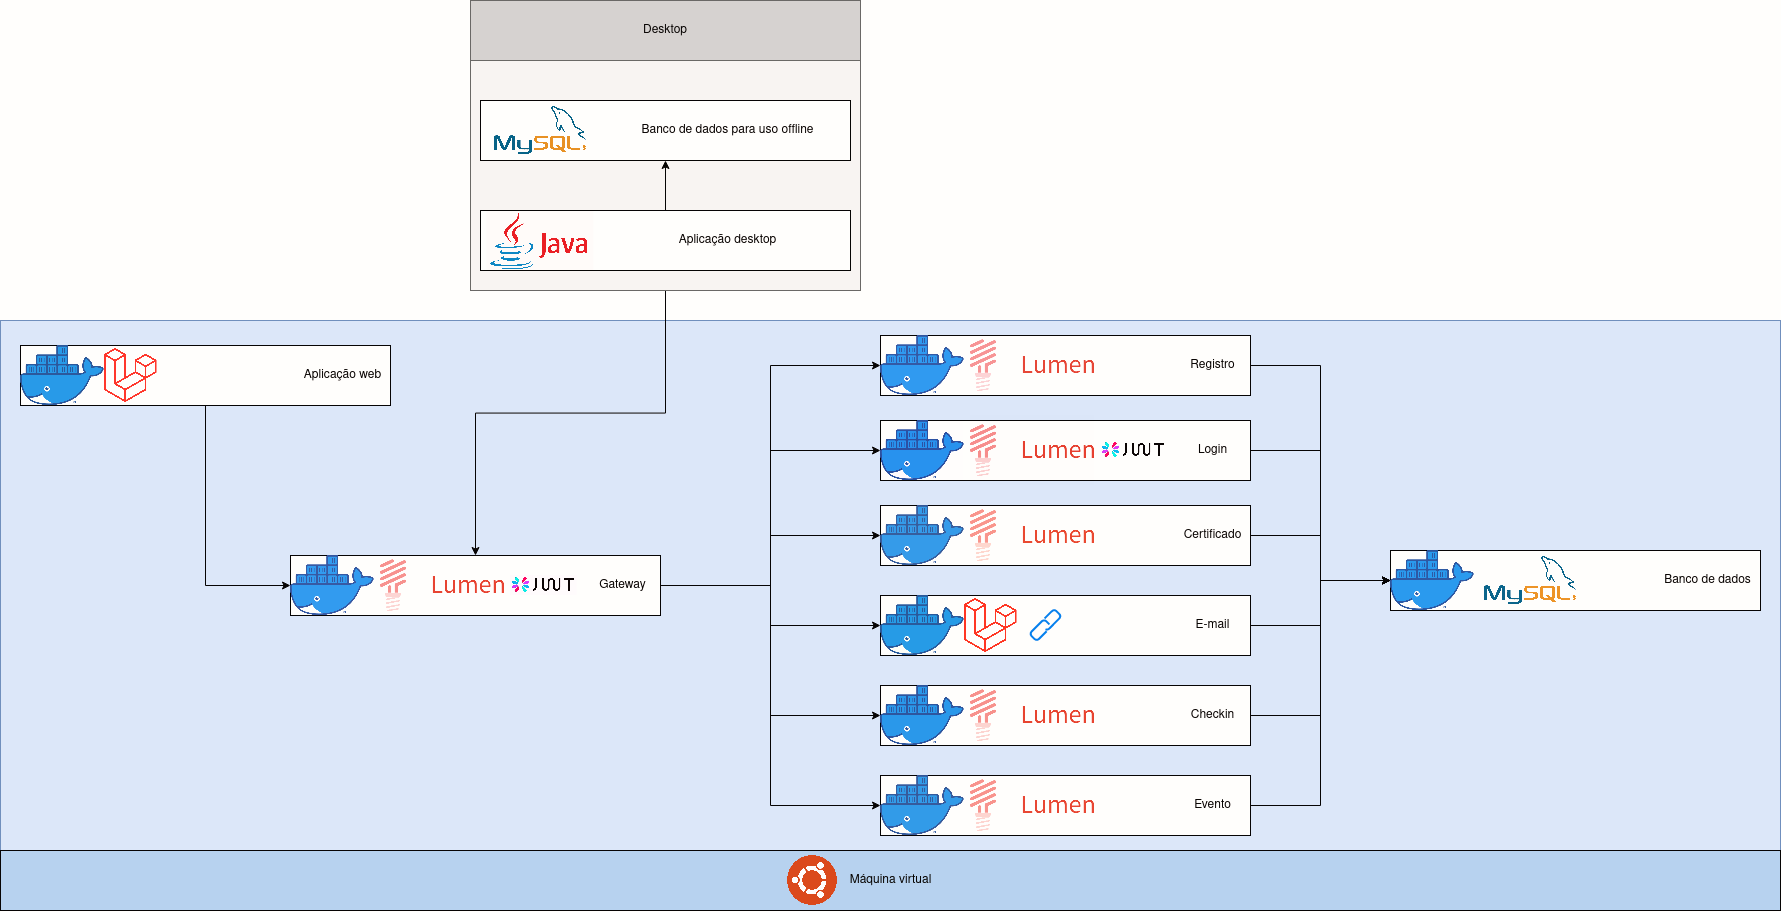 Desktop
MySQL
Banco de dados para uso offline
Java
Aplicação desktop
Aplicação web
Lumen
Registro
Lumen JWT
Login
Lumen
Certificado
Lumen JWT
Gateway
MySQL
Banco de dados
E-mail
Lumen
Checkin
Lumen
Evento
Máquina virtual